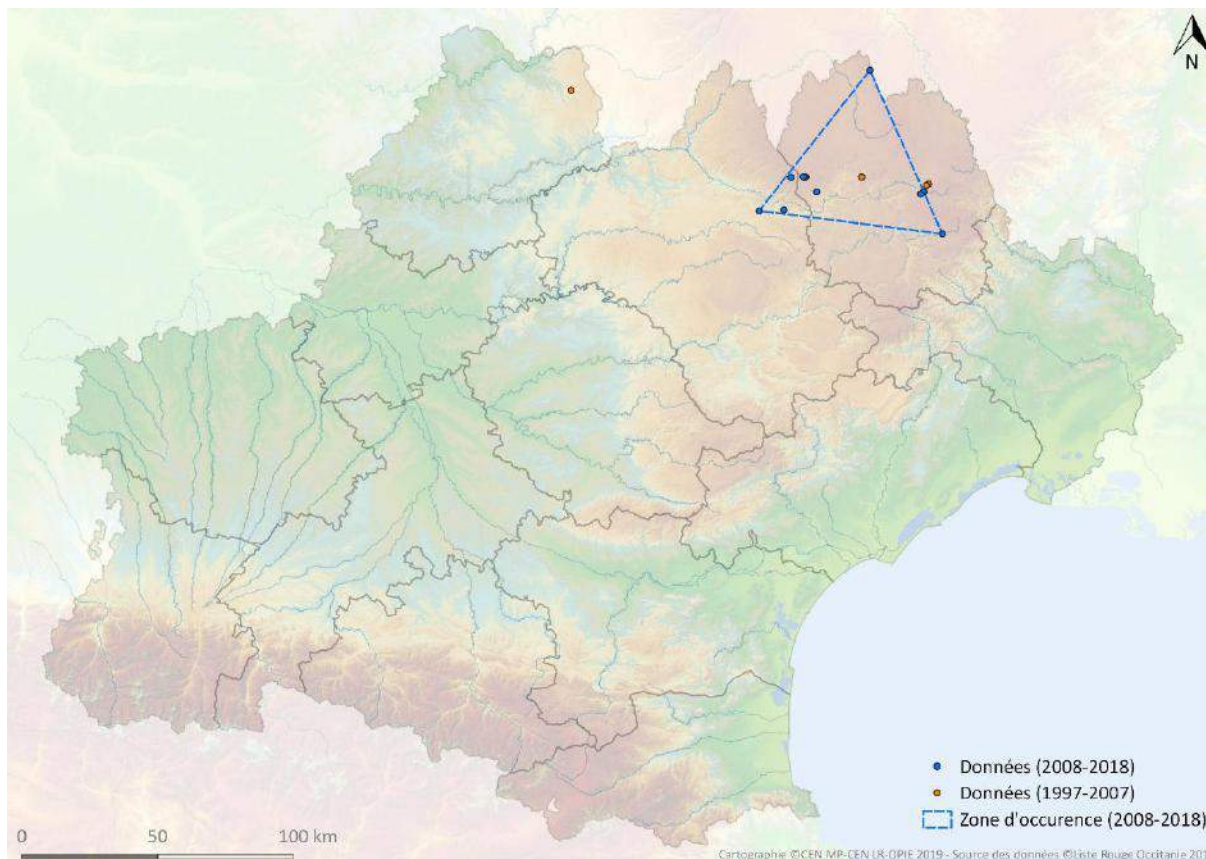 N
Données (2008-2018)
Données (1997-2007)
Zone d'occurence (2008-2018)
0 50 100 km
Cartographie ©CEN MP-CEN LR-OPIE 2019 - Source des données ©Liste Rouge Occitanie 201